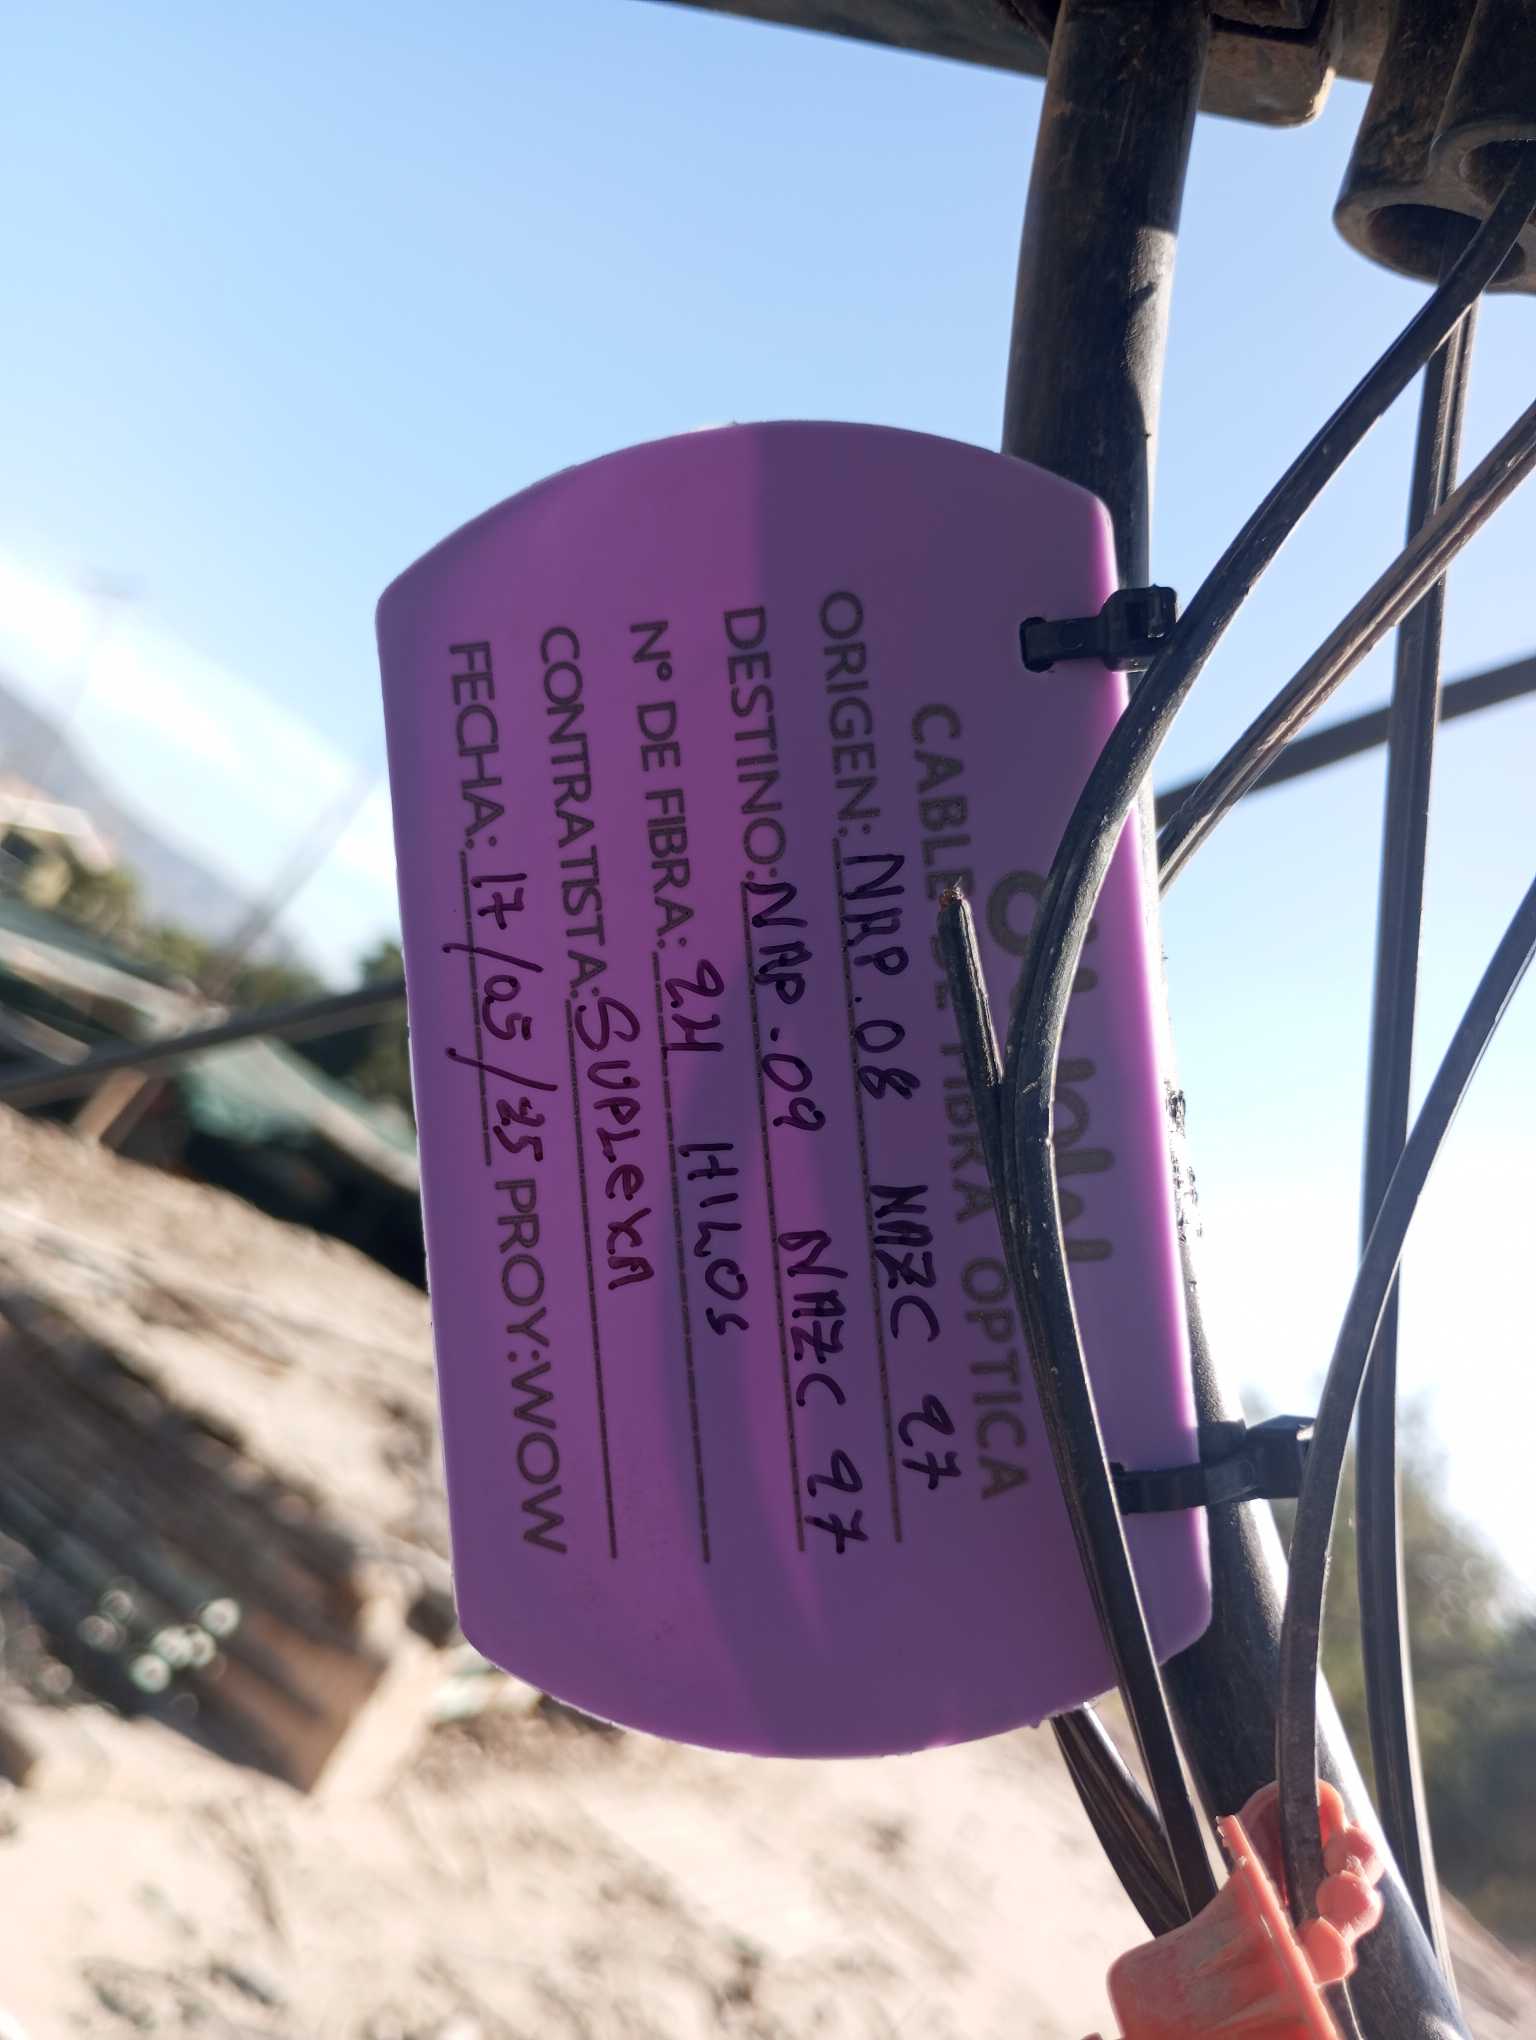 CABLE DE FIBRA OPTICA
ORIGEN: NAP.08 NAZC 27
DESTINO: NAP.09 NAZC 27
N° DE FIBRA: 24 HILOS
CONTRATISTA: SUPLEXA
FECHA: 17/05/25 PROY:WOW